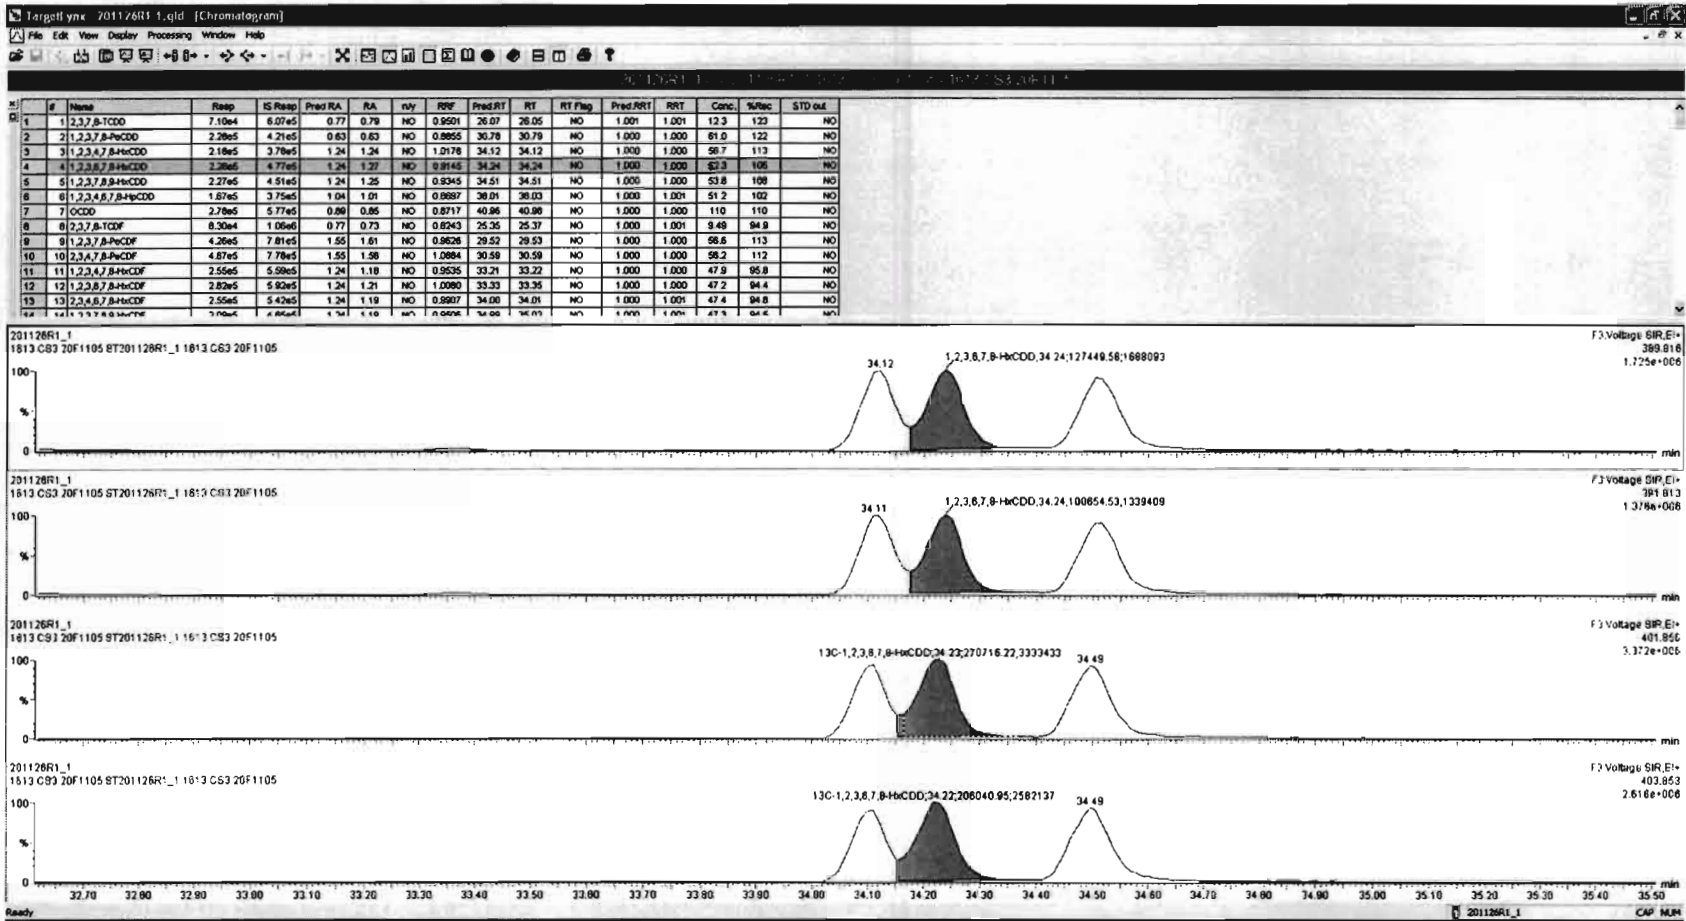 TargetLynx - 201126R1_1.qld - [Chromatogram]
File Edit View Display Processing Window Help
# Name Resp IS Resp Pred.RA RA n/y RRF Pred.RT RT RT Flag Pred.RRT RRT Conc. %Rec STD out
1 1 2,3,7,8-TCDD 7.10e4 6.07e5 0.77 0.79 NO 0.9501 26.07 26.05 NO 1.001 1.001 12.3 123 NO
2 2 1,2,3,7,8-PeCDD 2.28e5 4.21e5 0.63 0.63 NO 30.78 30.79 NO 1.000 1.000 61.0 122 NO
3 3 1,2,3,4,7,8-HxCDD 2.18e5 3.78e5 1.24 1.24 NO 1.0176 34.12 34.12 NO 1.000 1.000 56.7 113 NO
4 4 1,2,3,6,7,8-HxCDD 2.28e5 4.77e5 1.24 1.27 NO 0.9145 34.24 34.24 NO 1.000 1.000 52.3 105 NO
5 5 1,2,3,7,8,9-HxCDD 2.27e5 4.51e5 1.24 1.25 NO 0.9345 34.51 34.51 NO 1.000 1.000 53.8 108 NO
6 6 1,2,3,4,6,7,8-HpCDD 1.67e5 3.75e5 1.04 1.01 NO 38.01 38.03 NO 1.000 1.001 51.2 102 NO
7 7 OCDD 2.78e5 5.77e5 0.89 0.85 NO 0.8717 40.96 40.96 NO 1.000 1.000 110 110 NO
8 8 2,3,7,8-TCDF 8.30e4 1.06e6 0.77 0.73 NO 0.8243 25.35 25.37 NO 1.000 1.001 9.49 94.9 NO
9 9 1,2,3,7,8-PeCDF 4.26e5 7.81e5 1.55 1.61 NO 0.9626 29.52 29.53 NO 1.000 1.000 56.6 113 NO
10 10 2,3,4,7,8-PeCDF 4.67e5 7.78e5 1.55 1.56 NO 30.59 30.59 NO 1.000 1.000 56.2 112 NO
11 11 1,2,3,4,7,8-HxCDF 2.55e5 5.59e5 1.24 1.18 NO 0.9535 33.21 33.22 NO 1.000 1.000 47.9 95.8 NO
12 12 1,2,3,6,7,8-HxCDF 2.82e5 5.92e5 1.24 1.21 NO 33.33 33.35 NO 1.000 1.000 47.2 94.4 NO
13 13 2,3,4,6,7,8-HxCDF 2.55e5 5.42e5 1.24 1.19 NO 34.00 34.01 NO 1.000 1.001 47.4 94.8 NO
201126R1_1
1613 CS3 20F1105 ST201126R1_1 1613 CS3 20F1105
F3:Voltage SIR,EI+
389.816
1.725e+006
34.12
1,2,3,6,7,8-HxCDD;34.24;127449.58;1688093
100
%
0
min
201126R1_1
1613 CS3 20F1105 ST201126R1_1 1613 CS3 20F1105
F3:Voltage SIR,EI+
391.813
1.376e+006
34.11
1,2,3,6,7,8-HxCDD;34.24;100654.53;1339409
100
%
0
min
201126R1_1
1613 CS3 20F1105 ST201126R1_1 1613 CS3 20F1105
F3:Voltage SIR,EI+
401.856
3.372e+006
13C-1,2,3,6,7,8-HxCDD;34.23;270716.22;3333433
34.49
100
%
0
min
201126R1_1
1613 CS3 20F1105 ST201126R1_1 1613 CS3 20F1105
F3:Voltage SIR,EI+
403.853
2.616e+006
13C-1,2,3,6,7,8-HxCDD;34.22;206040.95;2582137
34.49
100
%
0
min
32.70 32.80 32.90 33.00 33.10 33.20 33.30 33.40 33.50 33.60 33.70 33.80 33.90 34.00 34.10 34.20 34.30 34.40 34.50 34.60 34.70 34.80 34.90 35.00 35.10 35.20 35.30 35.40 35.50
Ready
201126R1_1
CAP NUM